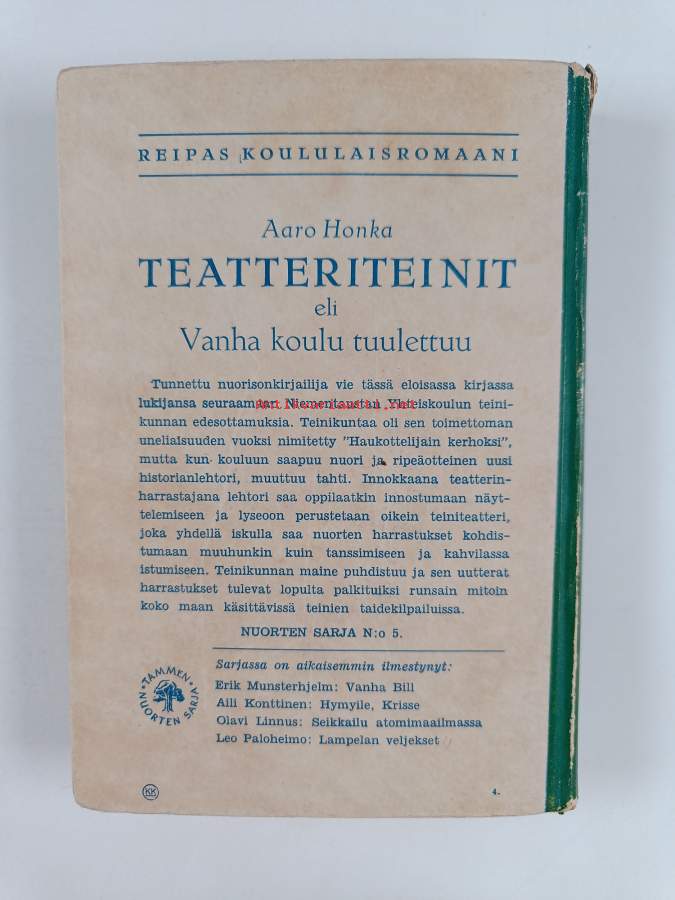 REIPAS KOULULAISROMAANI
Aaro Honka
TEATTERITEINIT
eli
Vanha koulu tuulettuu
Tunnettu nuorisonkirjailija vie tässä eloisassa kirjassa
lukijansa seuraamaan Niementaustan Yhteiskoulun teini-
kunnan edesottamuksia. Teinikuntaa oli sen toimettoman
uneliaisuuden vuoksi nimitetty "Haukottelijain kerhoksi",
mutta kun kouluun saapuu nuori ja ripeäotteinen uusi
historianlehtori, muuttuu tahti. Innokkaana teatterin-
harrastajana lehtori saa oppilaatkin innostumaan näyt-
telemiseen ja lyseoon perustetaan oikein teiniteatteri,
joka yhdellä iskulla saa nuorten harrastukset kohdis-
tumaan muuhunkin kuin tanssimiseen ja kahvilassa
istumiseen. Teinikunnan maine puhdistuu ja sen uutterat
harrastukset tulevat lopulta palkituiksi runsain mitoin
koko maan käsittävissä teinien taidekilpailuissa.
NUORTEN SARJA N:o 5.
Sarjassa on aikaisemmin ilmestynyt:
Erik Munsterhjelm: Vanha Bill
Aili Konttinen: Hymyile, Krisse
Olavi Linnus: Seikkailu atomimaailmassa
Leo Paloheimo: Lampelan veljekset
TAMMEN
NUORTEN SARJA
KK
4.